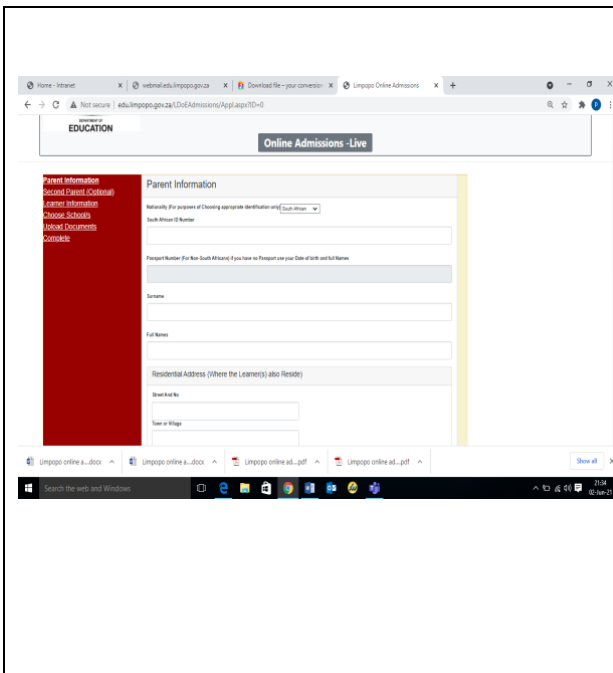 Home - Intranet
webmail.edu.limpopo.gov.za
Download file – your conversion
Limpopo Online Admissions
Not secure | edu.limpopo.gov.za/LDoEAdmissions/Appl.aspx?ID=0
DEPARTMENT OF
EDUCATION
Online Admissions -Live
Parent Information
Second Parent (Optional)
Learner Information
Choose School/s
Upload Documents
Complete
Parent Information
Nationality (For purposes of Choosing appropriate identification only) South African
South African ID Number
Passport Number (For Non-South Africans) if you have no Passport use your Date of birth and full Names
Surname
Full Names
Residential Address (Where the Learner(s) also Reside)
Street And No
Town or Village
Limpopo online a....docx
Limpopo online a....docx
Limpopo online ad....pdf
Limpopo online ad....pdf
Show all
Search the web and Windows
21:34
02-Jun-21